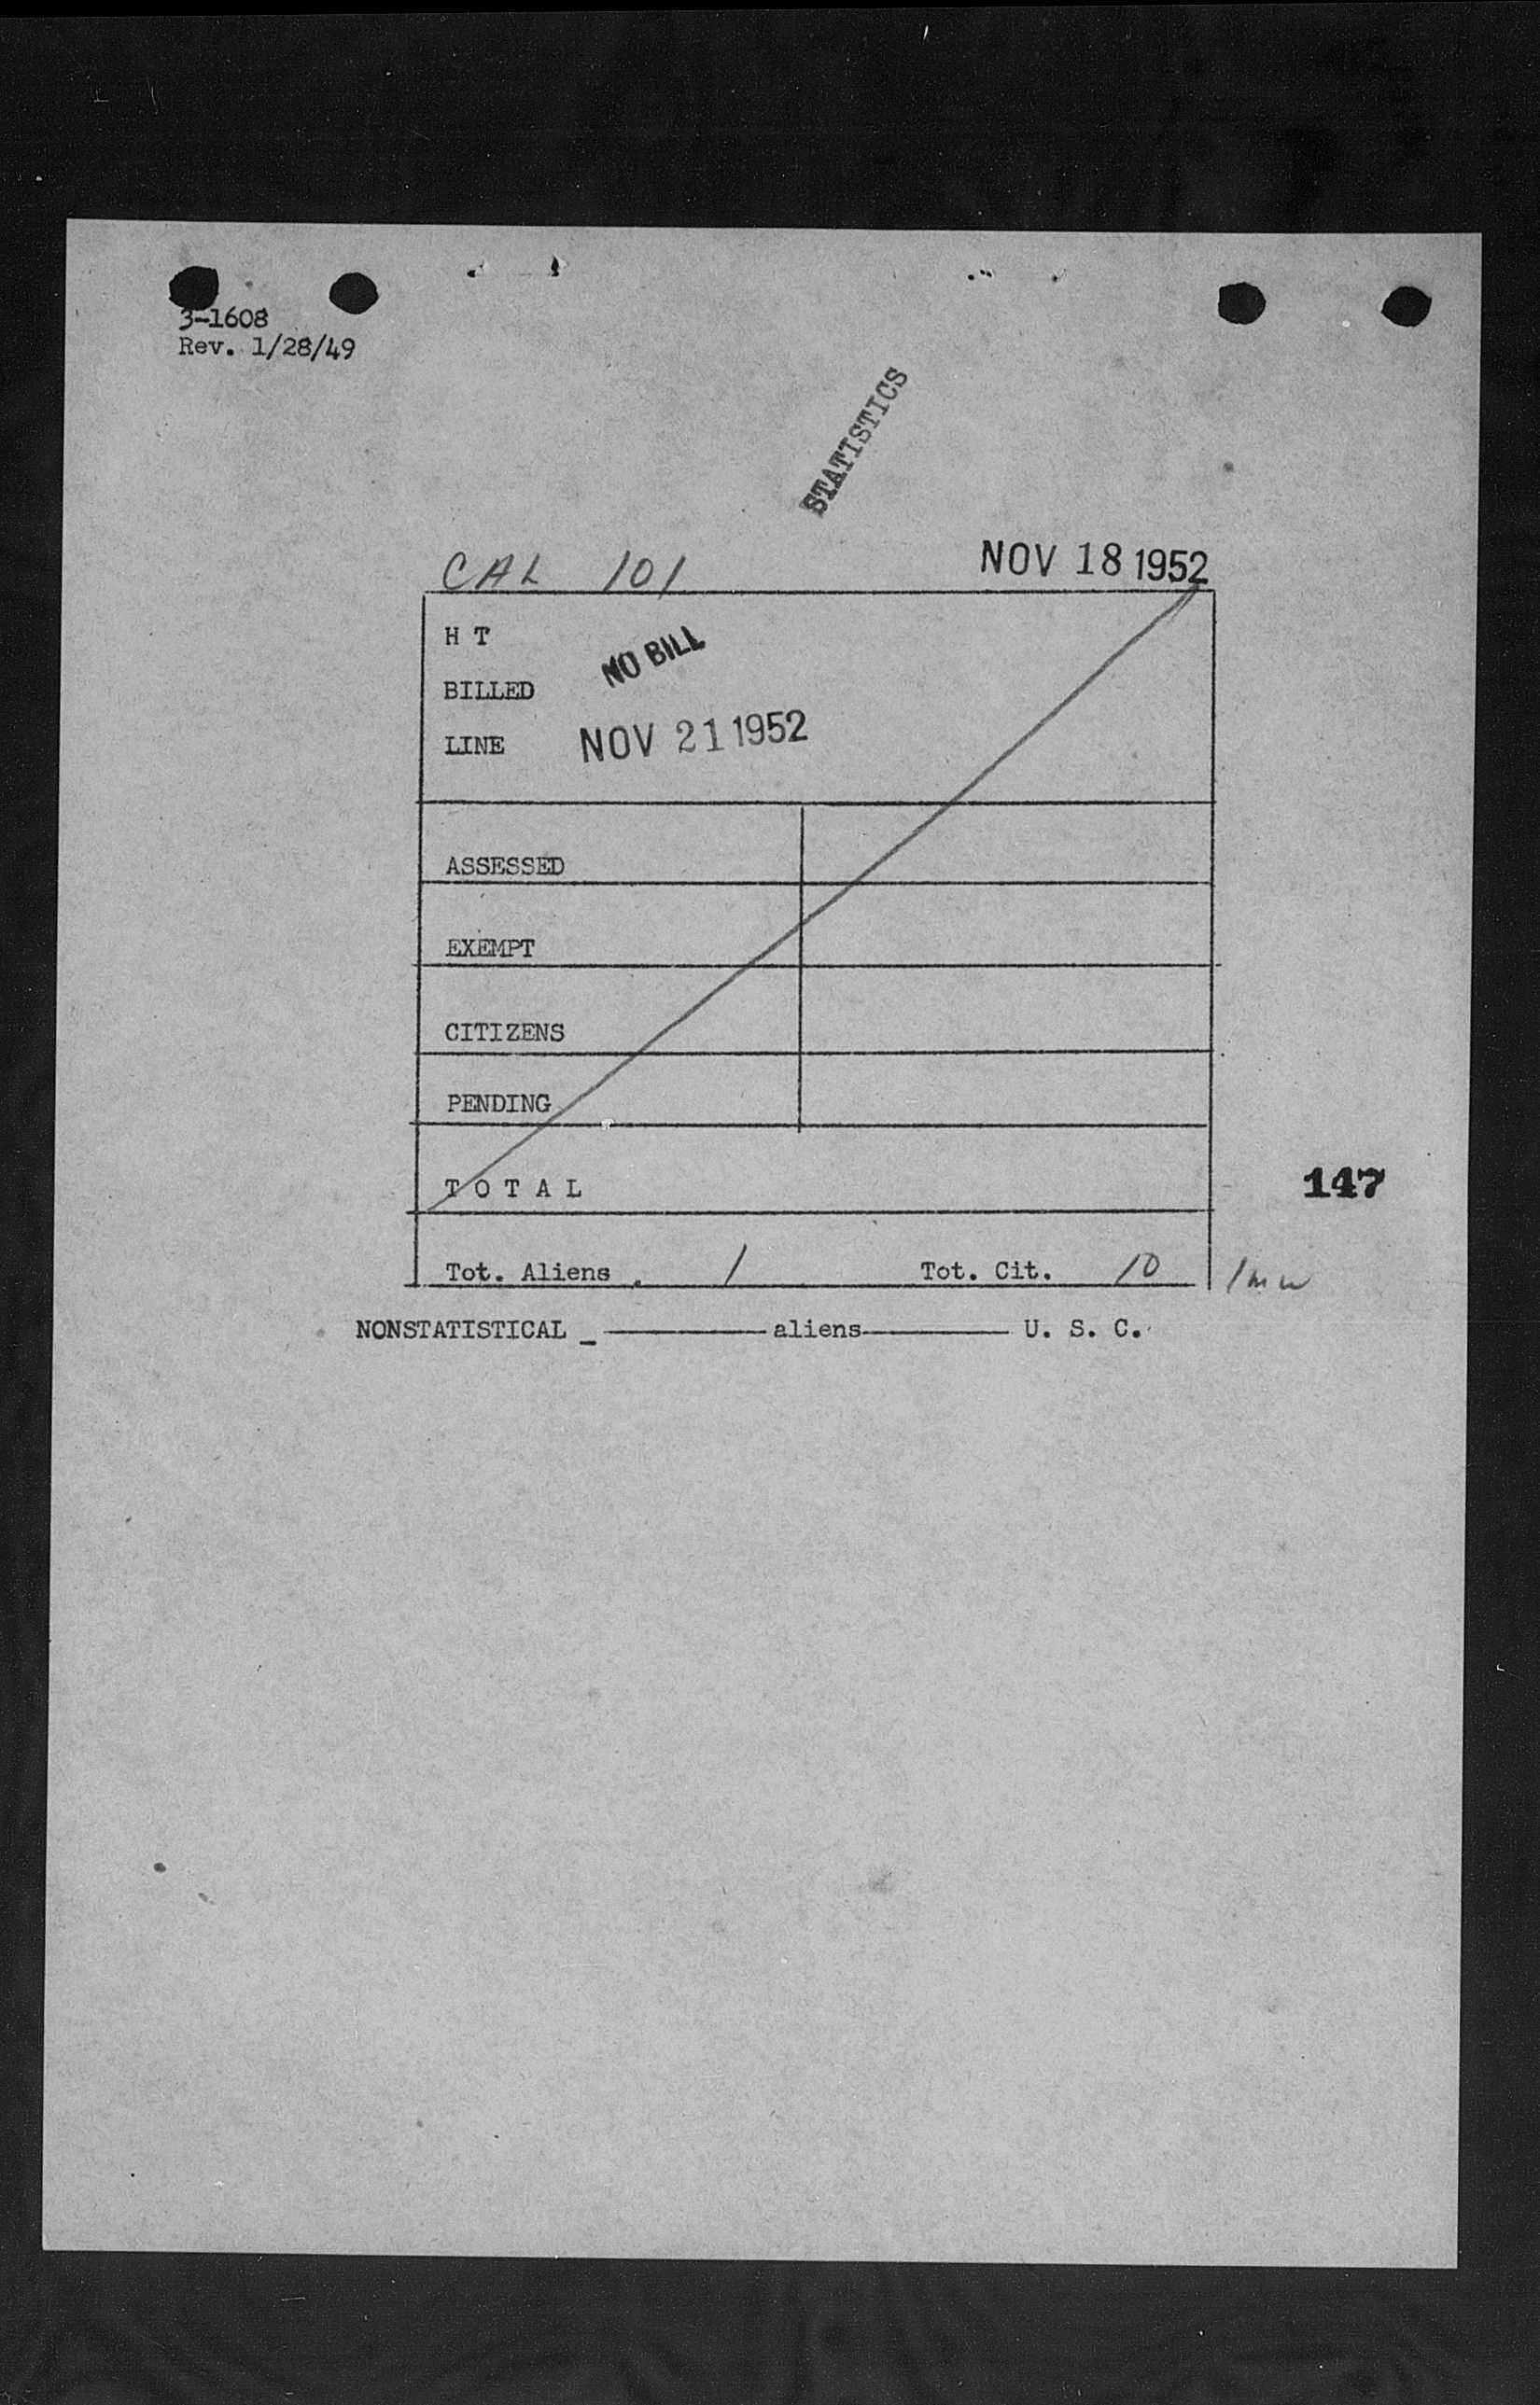 3-1608
Rev. 1/28/49
STATISTICS
CAL 101 NOV 18 1952
H T
NO BILL
BILLED
LINE NOV 21 1952
ASSESSED
EXEMPT
CITIZENS
PENDING
T O T A L
147
Tot. Aliens . 1 Tot. Cit. 10
NONSTATISTICAL _ ———— aliens———— U. S. C.